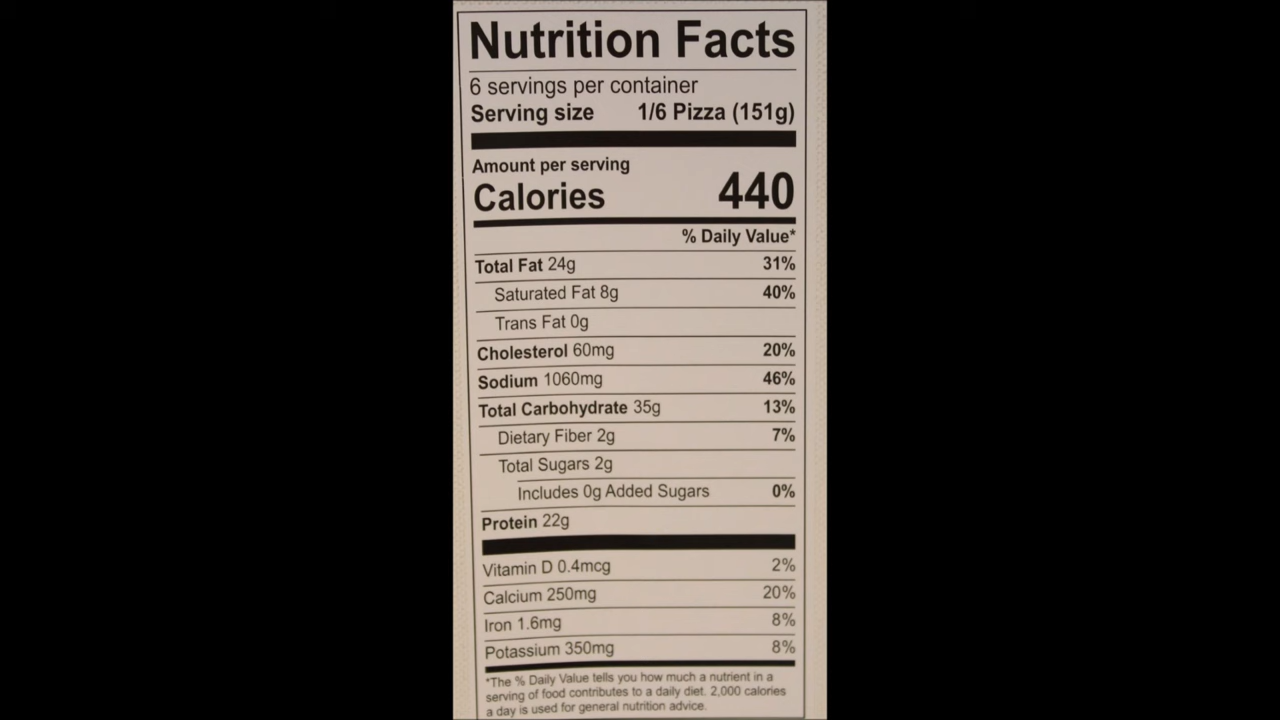 Nutrition Facts
6 servings per container
Serving size 1/6 Pizza (151g)
Amount per serving
Calories 440
% Daily Value*
Total Fat 24g 31%
Saturated Fat 8g 40%
Trans Fat 0g
Cholesterol 60mg 20%
Sodium 1060mg 46%
Total Carbohydrate 35g 13%
Dietary Fiber 2g 7%
Total Sugars 2g
Includes 0g Added Sugars 0%
Protein 22g
Vitamin D 0.4mcg 2%
Calcium 250mg 20%
Iron 1.6mg 8%
Potassium 350mg 8%
*The % Daily Value tells you how much a nutrient in a
serving of food contributes to a daily diet. 2,000 calories
a day is used for general nutrition advice.